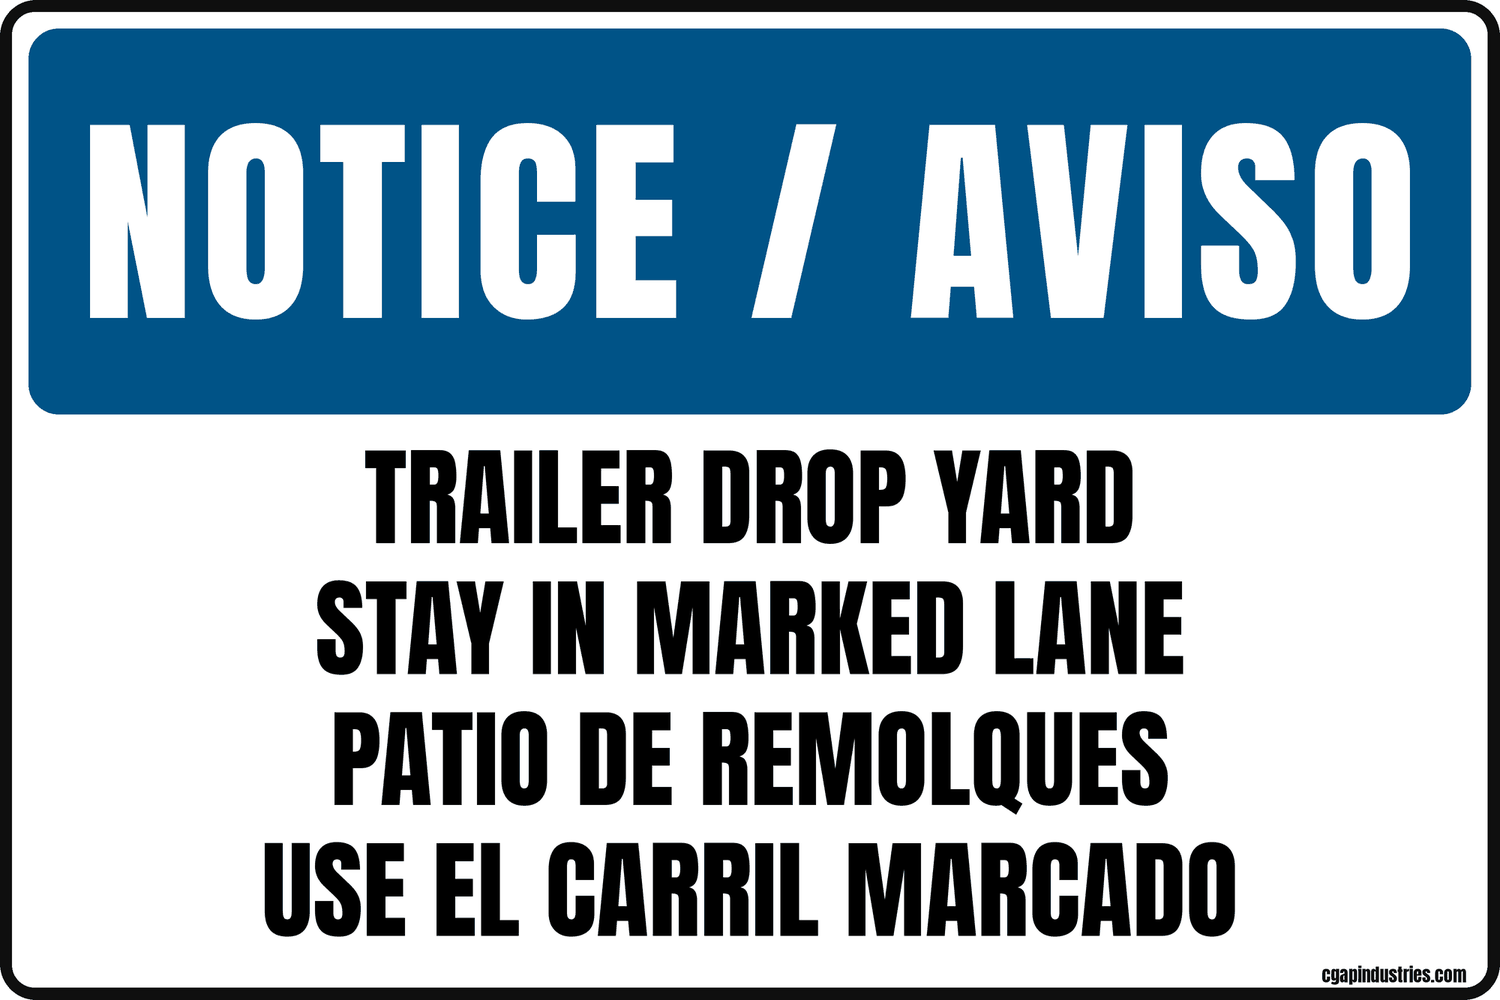 NOTICE / AVISO
TRAILER DROP YARD
STAY IN MARKED LANE
PATIO DE REMOLQUES
USE EL CARRIL MARCADO
cgapindustries.com